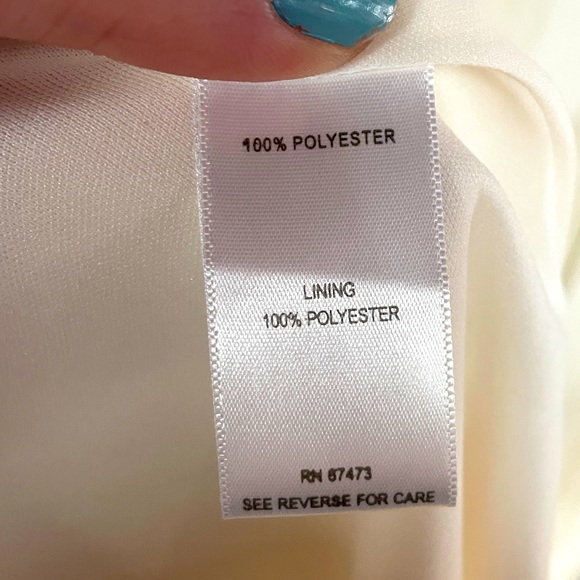 100% POLYESTER
LINING
100% POLYESTER
RN 67473
SEE REVERSE FOR CARE